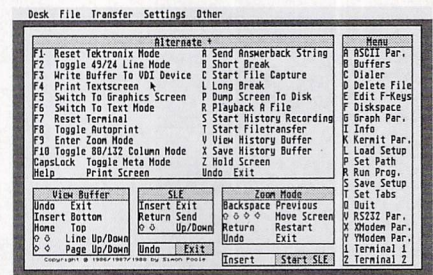 Desk File Transfer Settings Other
Alternate +
F1 Reset Tektronix Mode
F2 Toggle 49/24 Line Mode
F3 Write Buffer To VDI Device
F4 Print Textscreen
F5 Switch To Graphics Screen
F6 Switch To Text Mode
F7 Reset Terminal
F8 Toggle Autoprint
F9 Enter Zoom Mode
F10 Toggle 80/132 Column Mode
CapsLock Toggle Meta Mode
Help Print Screen
A Send Answerback String
B Short Break
C Start File Capture
L Long Break
P Dump Screen To Disk
R Playback A File
S Start History Recording
T Start Filetransfer
V View History Buffer
X Save History Buffer
Z Hold Screen
Undo Exit
Menu
A ASCII Par.
B Buffers
C Dialer
D Delete File
E Edit F-Keys
F Diskspace
G Graph Par.
I Info
K Kermit Par.
L Load Setup
P Set Path
R Run Prog.
S Save Setup
T Set Tabs
Q Quit
V RS232 Par.
X XModem Par.
Y YModem Par.
1 Terminal 1
2 Terminal 2
View Buffer
Undo Exit
Insert Bottom
Home Top
⇧ ⇩ Line Up/Down
⇦ ⇨ Page Up/Down
SLE
Insert Exit
Return Send
⇧ ⇩ Up/Down
Undo Exit
Zoom Mode
Backspace Previous
⇧ ⇩ ⇦ ⇨ Move Screen
Return Restart
Undo Exit
Insert Start SLE
Copyright @ 1986/1987/1988 by Simon Poole